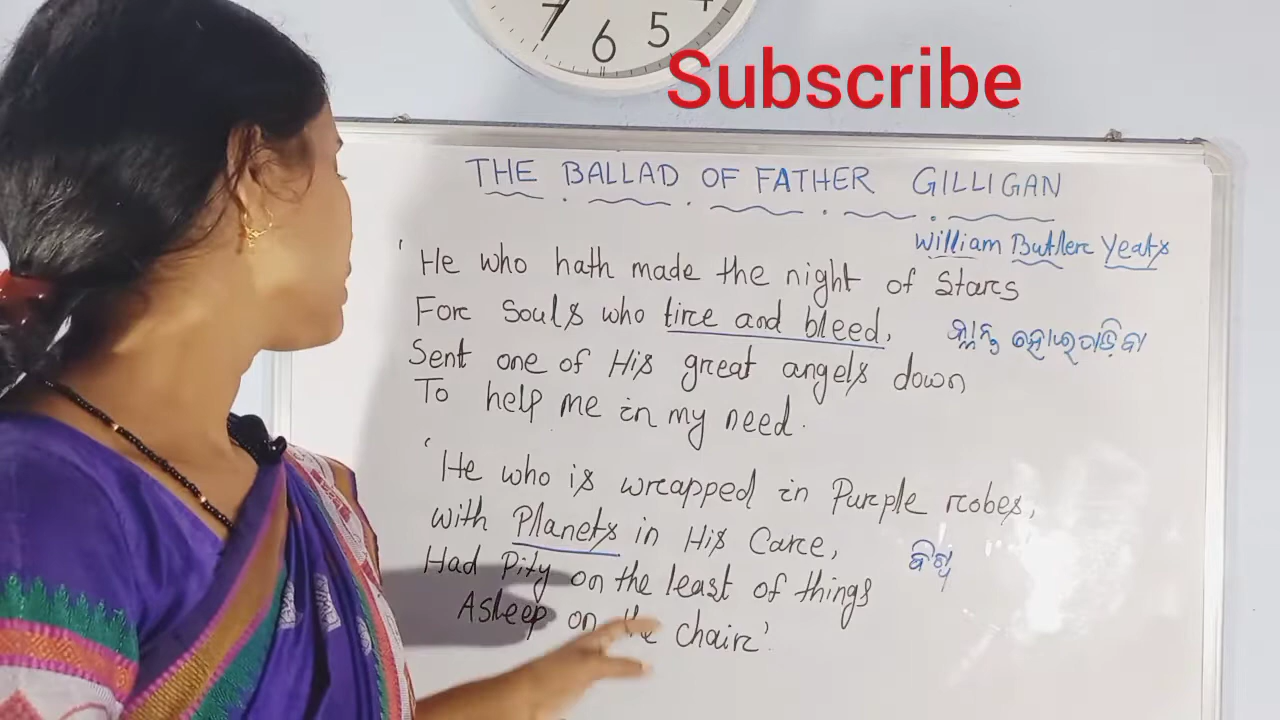 7 6 5 4
Subscribe
THE BALLAD OF FATHER GILLIGAN
William Butler Yeats
'He who hath made the night of Stars
For Souls who tire and bleed,
କ୍ଲାନ୍ତ ହୋଇପଡ଼ିବା
Sent one of His great angels down
To help me in my need.
'He who is wrapped in Purple robes,
with Planets in His Care,
ବିଶ୍ୱ
Had Pity on the least of things
Asleep on the chair'.